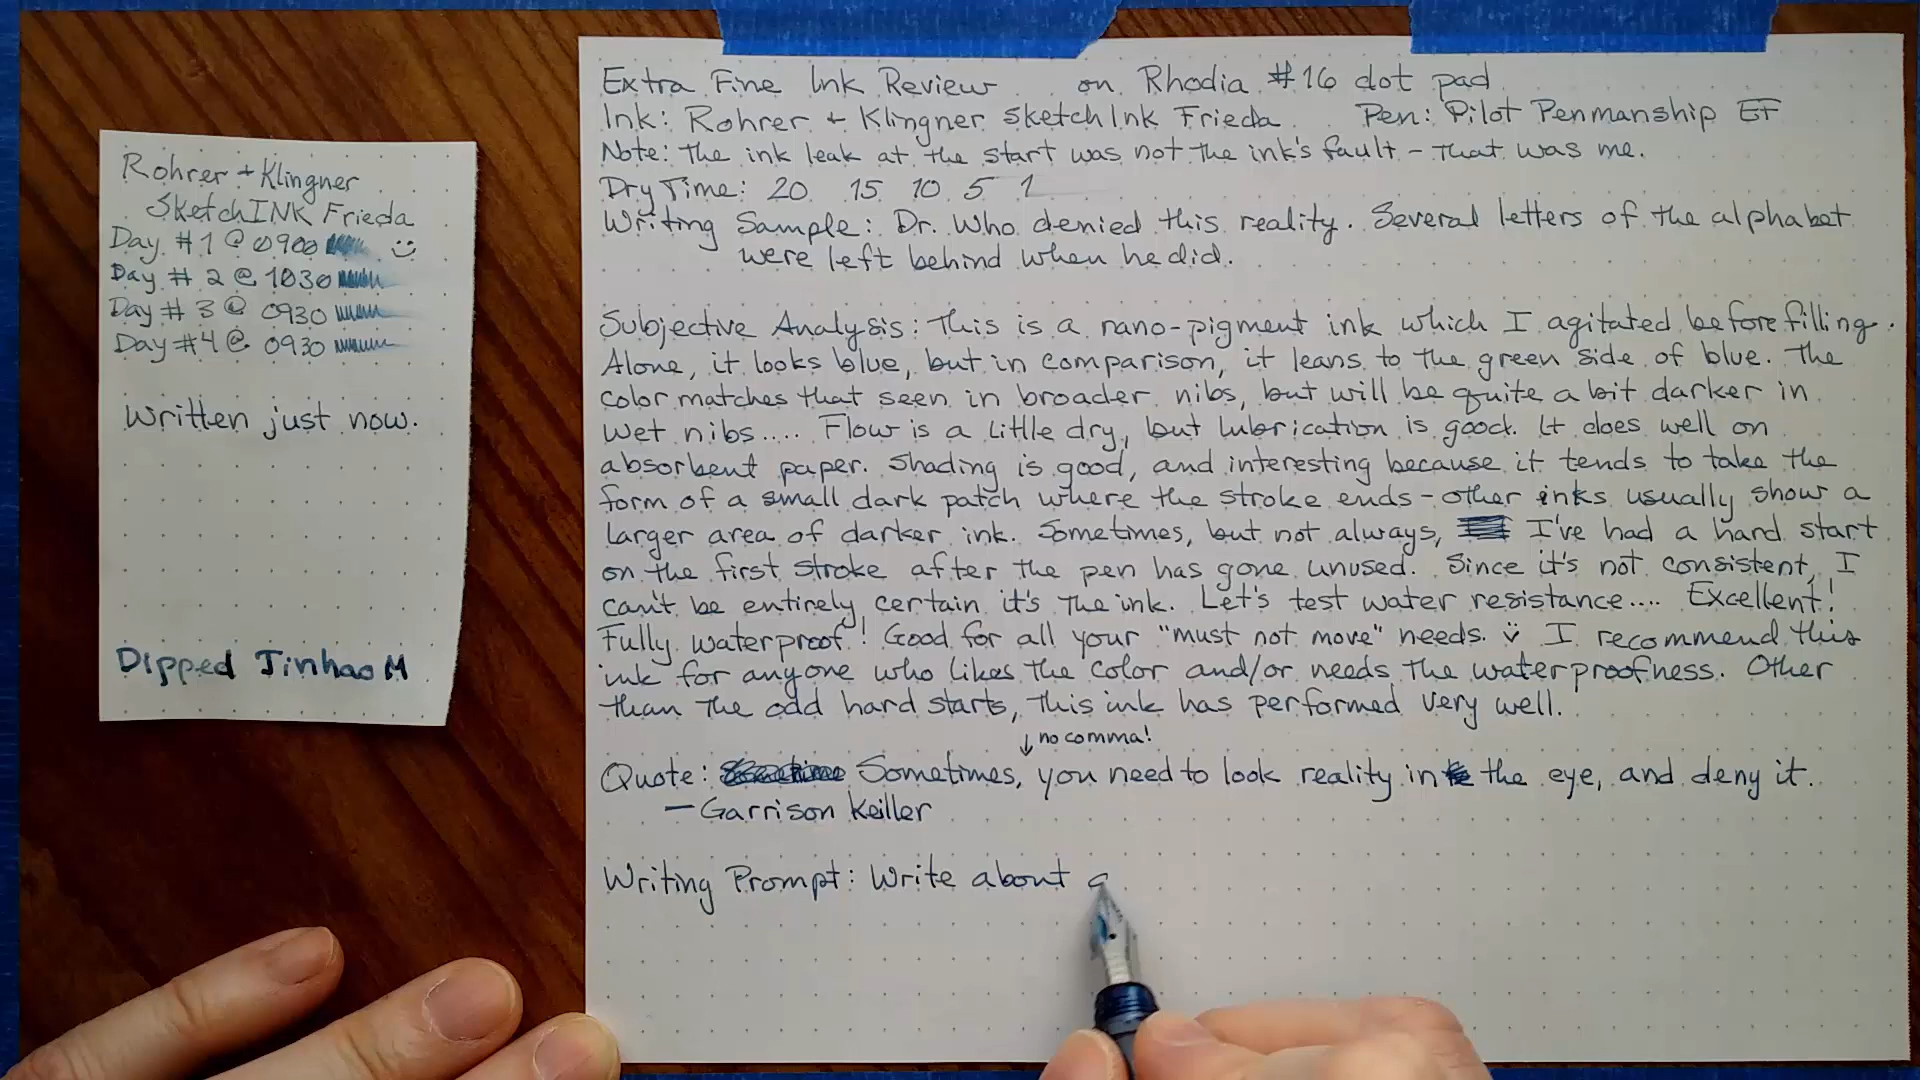 Rohrer + Klingner
SketchINK Frieda
Day #1 @ 0900
Day # 2 @ 1030
Day # 3 @ 0930
Day #4 @ 0930
Written just now.
Dipped Jinhao M
Extra Fine Ink Review on Rhodia #16 dot pad
Ink: Rohrer + Klingner SketchInk Frieda Pen: Pilot Penmanship EF
Note: The ink leak at the start was not the ink's fault - that was me.
Dry Time: 20 15 10 5 1
Writing Sample: Dr. Who denied this reality. Several letters of the alphabet
were left behind when he did.
Subjective Analysis: This is a nano-pigment ink which I agitated before filling.
Alone, it looks blue, but in comparison, it leans to the green side of blue. The
color matches that seen in broader nibs, but will be quite a bit darker in
wet nibs.... Flow is a little dry, but lubrication is good. It does well on
absorbent paper. Shading is good, and interesting because it tends to take the
form of a small dark patch where the stroke ends - other inks usually show a
larger area of darker ink. Sometimes, but not always, I've had a hard start
on the first stroke after the pen has gone unused. Since it's not consistent, I
can't be entirely certain it's the ink. Let's test water resistance.... Excellent!
Fully waterproof! Good for all your "must not move" needs. I recommend this
ink for anyone who likes the color and/or needs the waterproofness. Other
than the odd hard starts, this ink has performed very well.
↓ no comma!
Quote: Sometimes, you need to look reality in the eye, and deny it.
- Garrison Keiller
Writing Prompt: Write about a